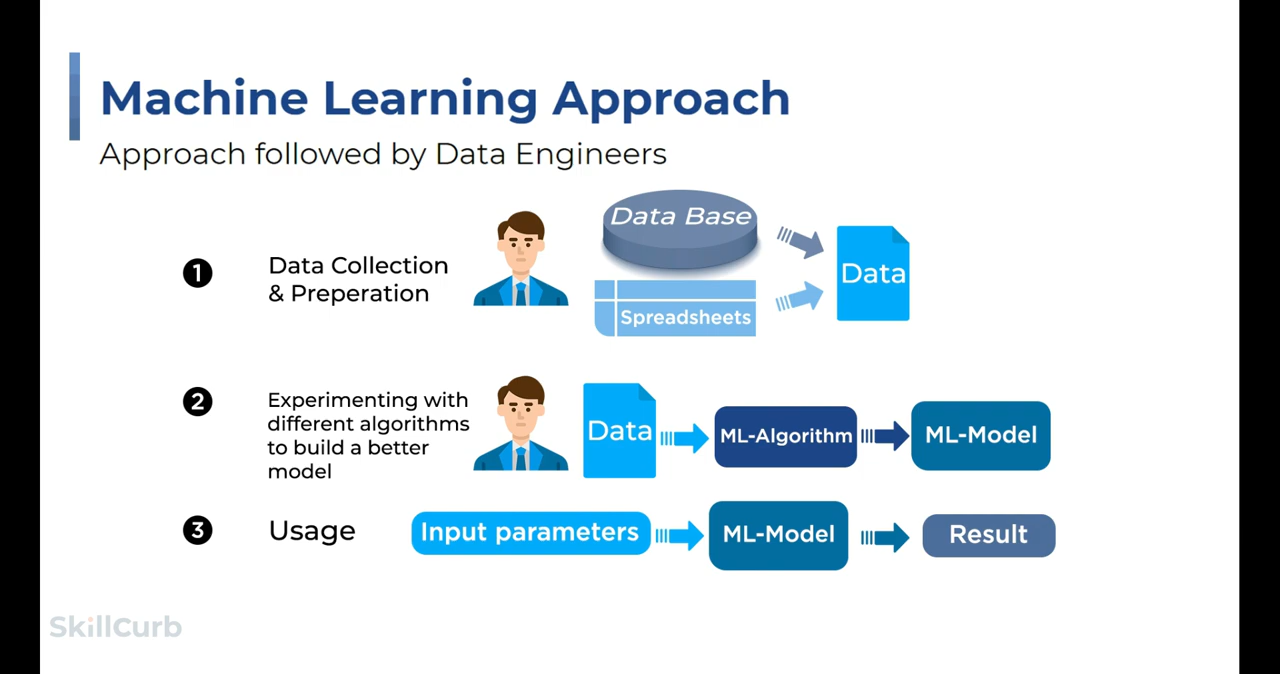 Machine Learning Approach
Approach followed by Data Engineers
1
Data Collection
& Preperation
Data Base
Spreadsheets
Data
2
Experimenting with
different algorithms
to build a better
model
Data
ML-Algorithm
ML-Model
3
Usage
Input parameters
ML-Model
Result
SkillCurb